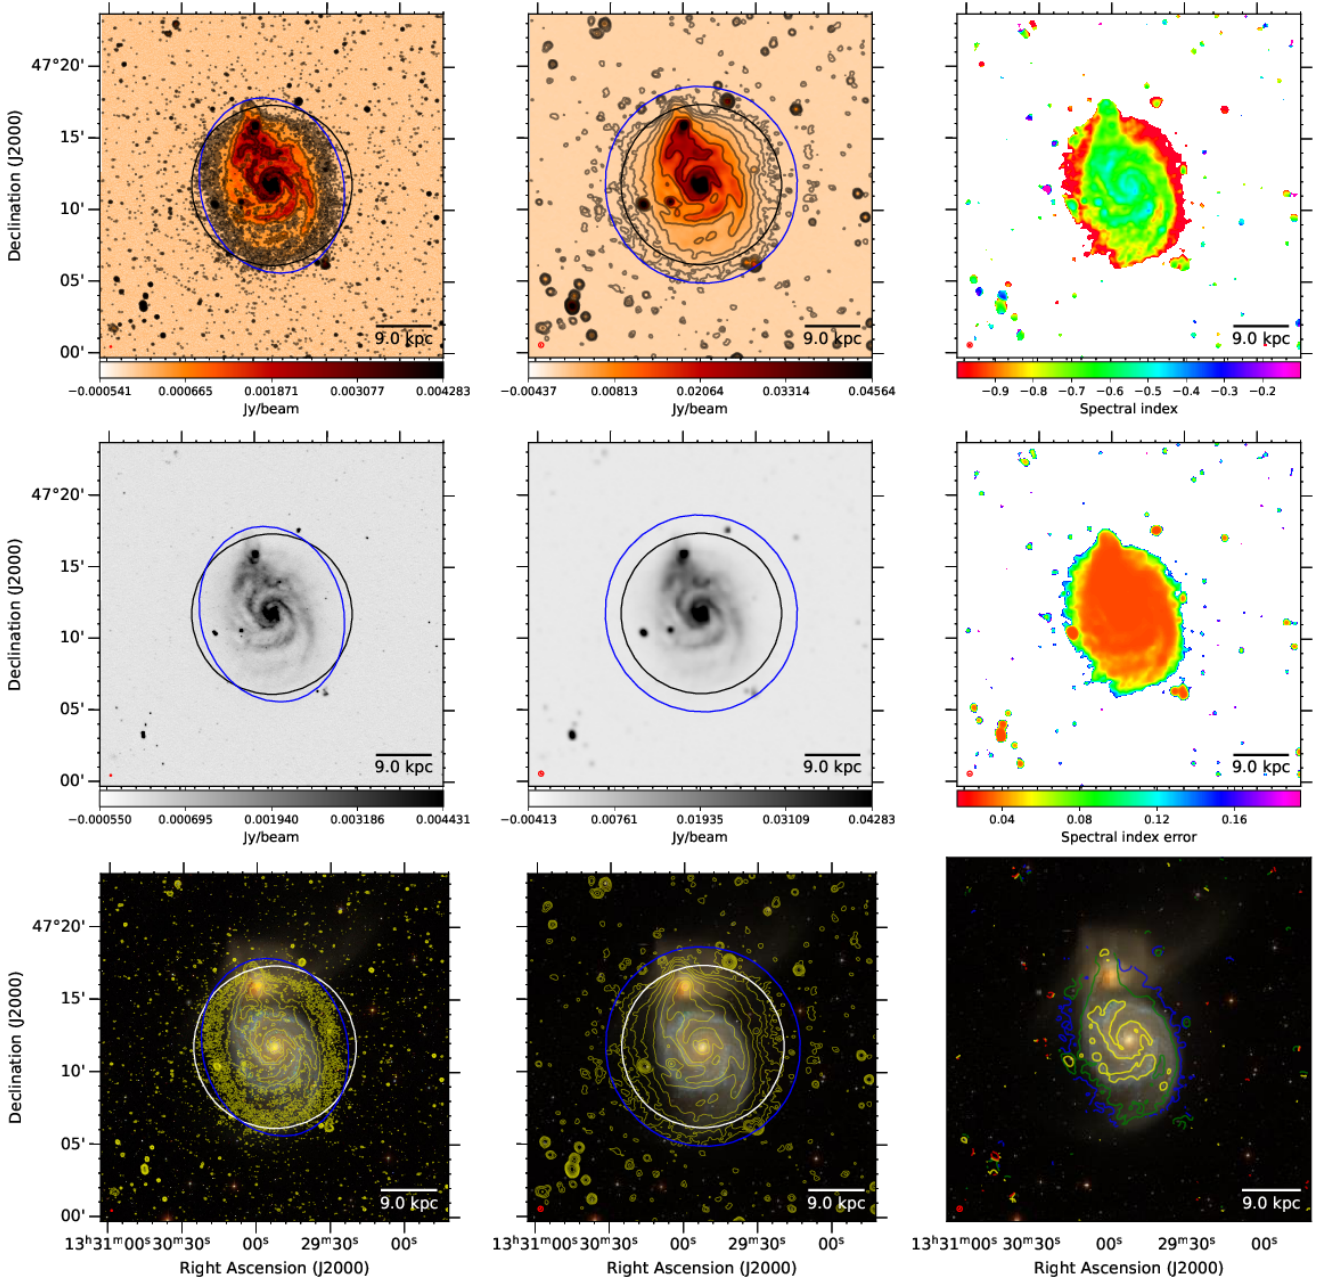 47°20'
15'
10'
05'
00'
Declination (J2000)
9.0 kpc
9.0 kpc
9.0 kpc
−0.000541 0.000665 0.001871 0.003077 0.004283
Jy/beam
−0.00437 0.00813 0.02064 0.03314 0.04564
Jy/beam
−0.9 −0.8 −0.7 −0.6 −0.5 −0.4 −0.3 −0.2
Spectral index
47°20'
15'
10'
05'
00'
Declination (J2000)
9.0 kpc
9.0 kpc
9.0 kpc
−0.000550 0.000695 0.001940 0.003186 0.004431
Jy/beam
−0.00413 0.00761 0.01935 0.03109 0.04283
Jy/beam
0.04 0.08 0.12 0.16
Spectral index error
47°20'
15'
10'
05'
00'
Declination (J2000)
9.0 kpc
9.0 kpc
9.0 kpc
13ʰ31ᵐ00ˢ 30ᵐ30ˢ 00ˢ 29ᵐ30ˢ 00ˢ
Right Ascension (J2000)
13ʰ31ᵐ00ˢ 30ᵐ30ˢ 00ˢ 29ᵐ30ˢ 00ˢ
Right Ascension (J2000)
13ʰ31ᵐ00ˢ 30ᵐ30ˢ 00ˢ 29ᵐ30ˢ 00ˢ
Right Ascension (J2000)